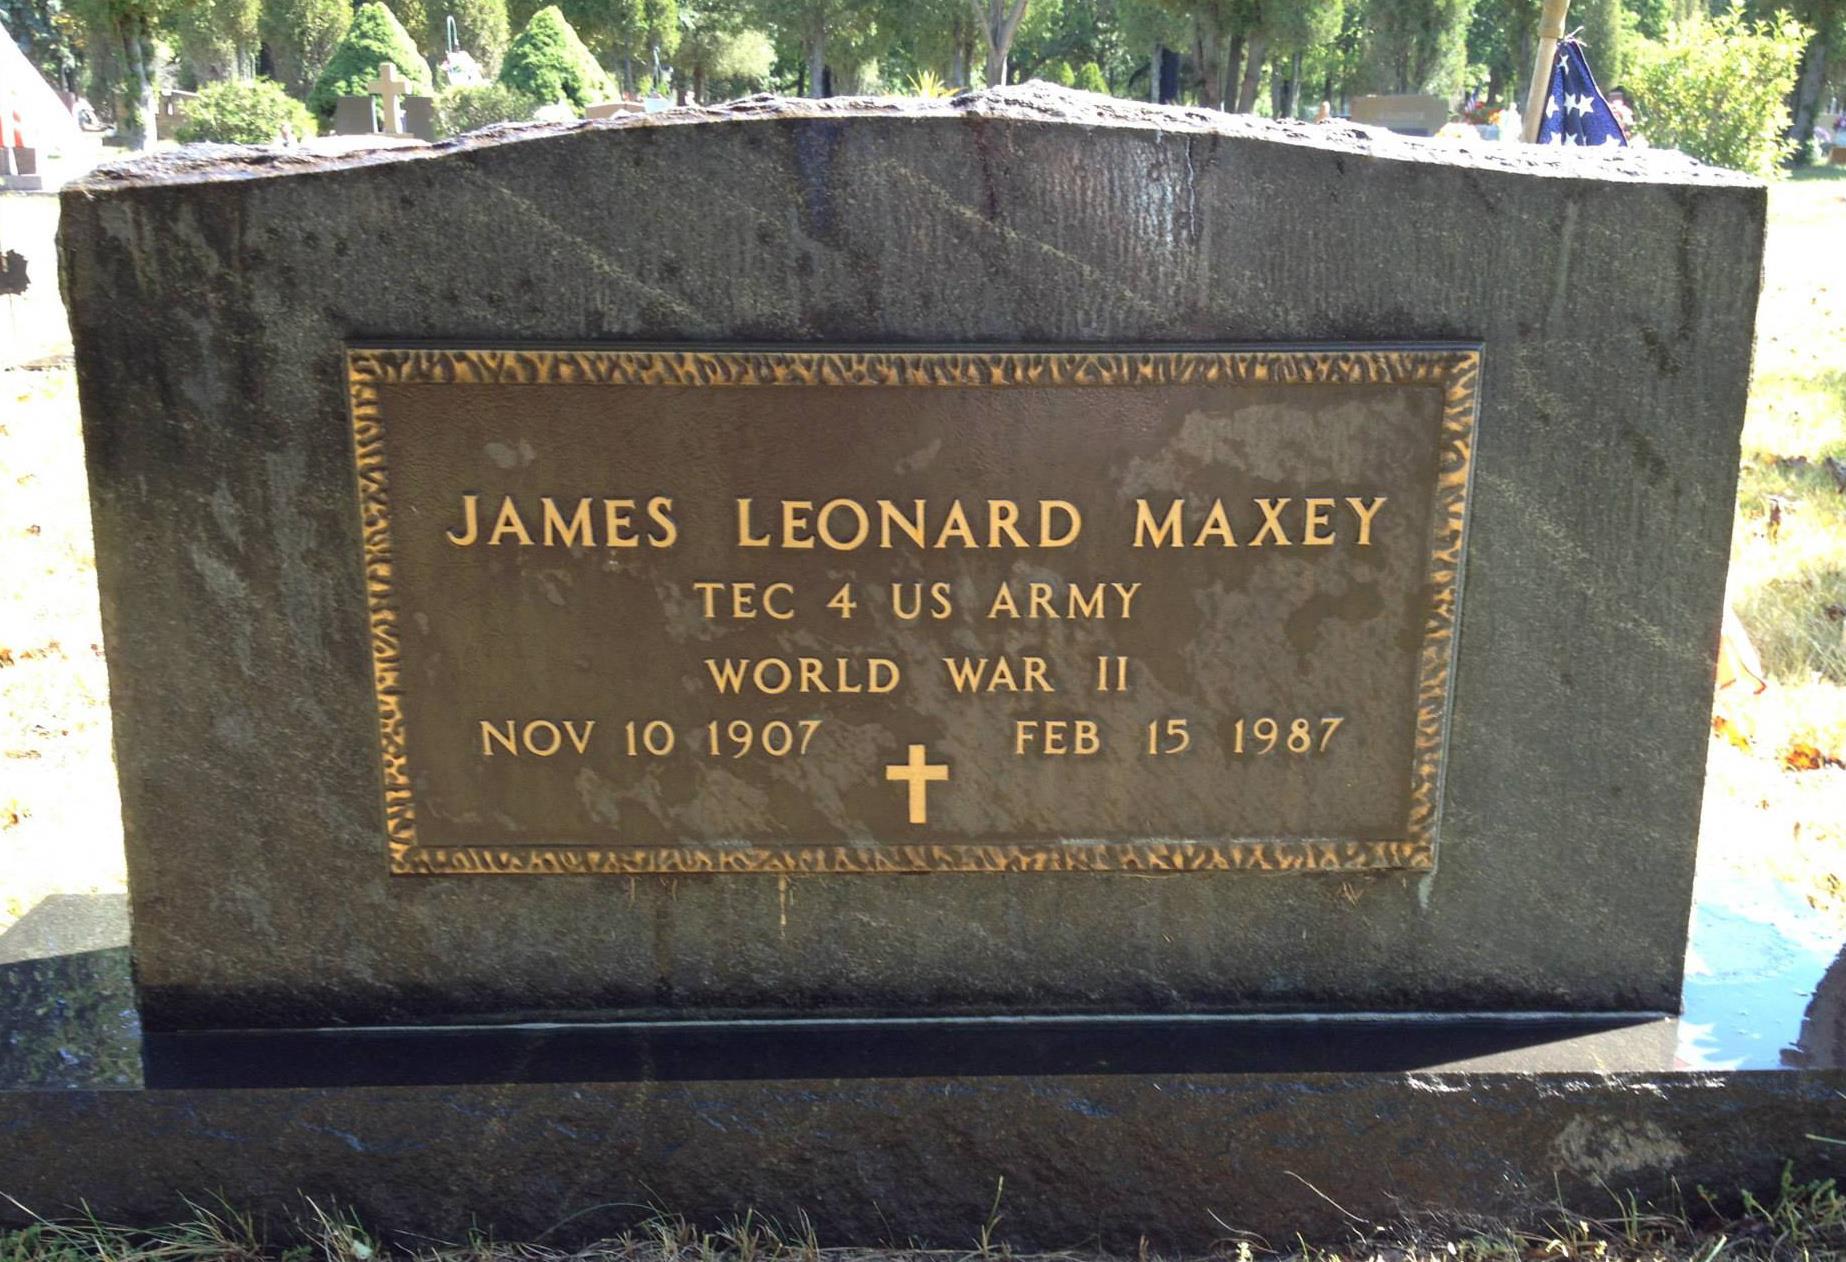 JAMES LEONARD MAXEY
TEC 4 US ARMY
WORLD WAR II
NOV 10 1907 FEB 15 1987